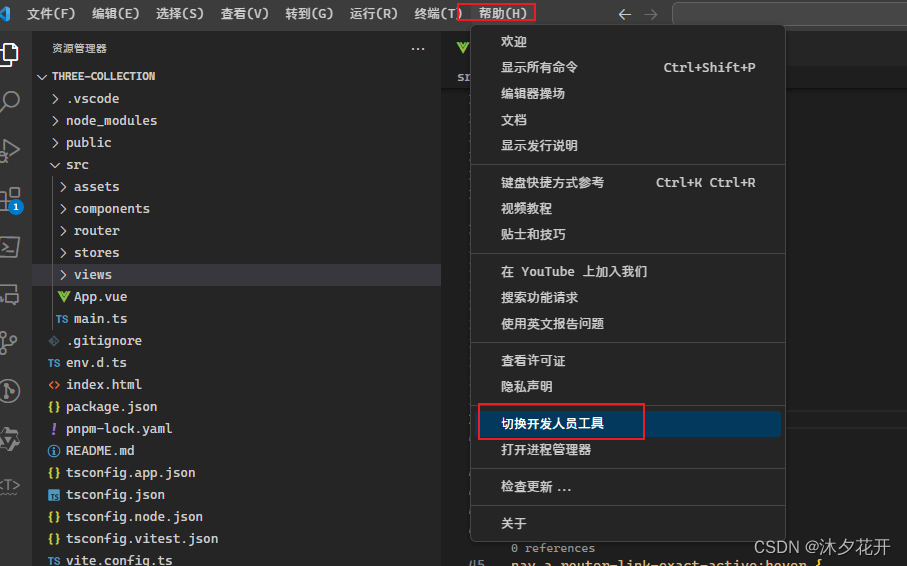 文件(F) 编辑(E) 选择(S) 查看(V) 转到(G) 运行(R) 终端(T) 帮助(H)
资源管理器
THREE-COLLECTION
.vscode
node_modules
public
src
assets
components
router
stores
views
App.vue
TS main.ts
.gitignore
TS env.d.ts
index.html
{} package.json
! pnpm-lock.yaml
README.md
{} tsconfig.app.json
TS tsconfig.json
{} tsconfig.node.json
{} tsconfig.vitest.json
TS vite.config.ts
1
欢迎
显示所有命令 Ctrl+Shift+P
编辑器操场
文档
显示发行说明
键盘快捷方式参考 Ctrl+K Ctrl+R
视频教程
贴士和技巧
在 YouTube 上加入我们
搜索功能请求
使用英文报告问题
查看许可证
隐私声明
切换开发人员工具
打开进程管理器
检查更新 ...
关于
0 references
nav a.router-link-exact-active:hover {
CSDN @沐夕花开